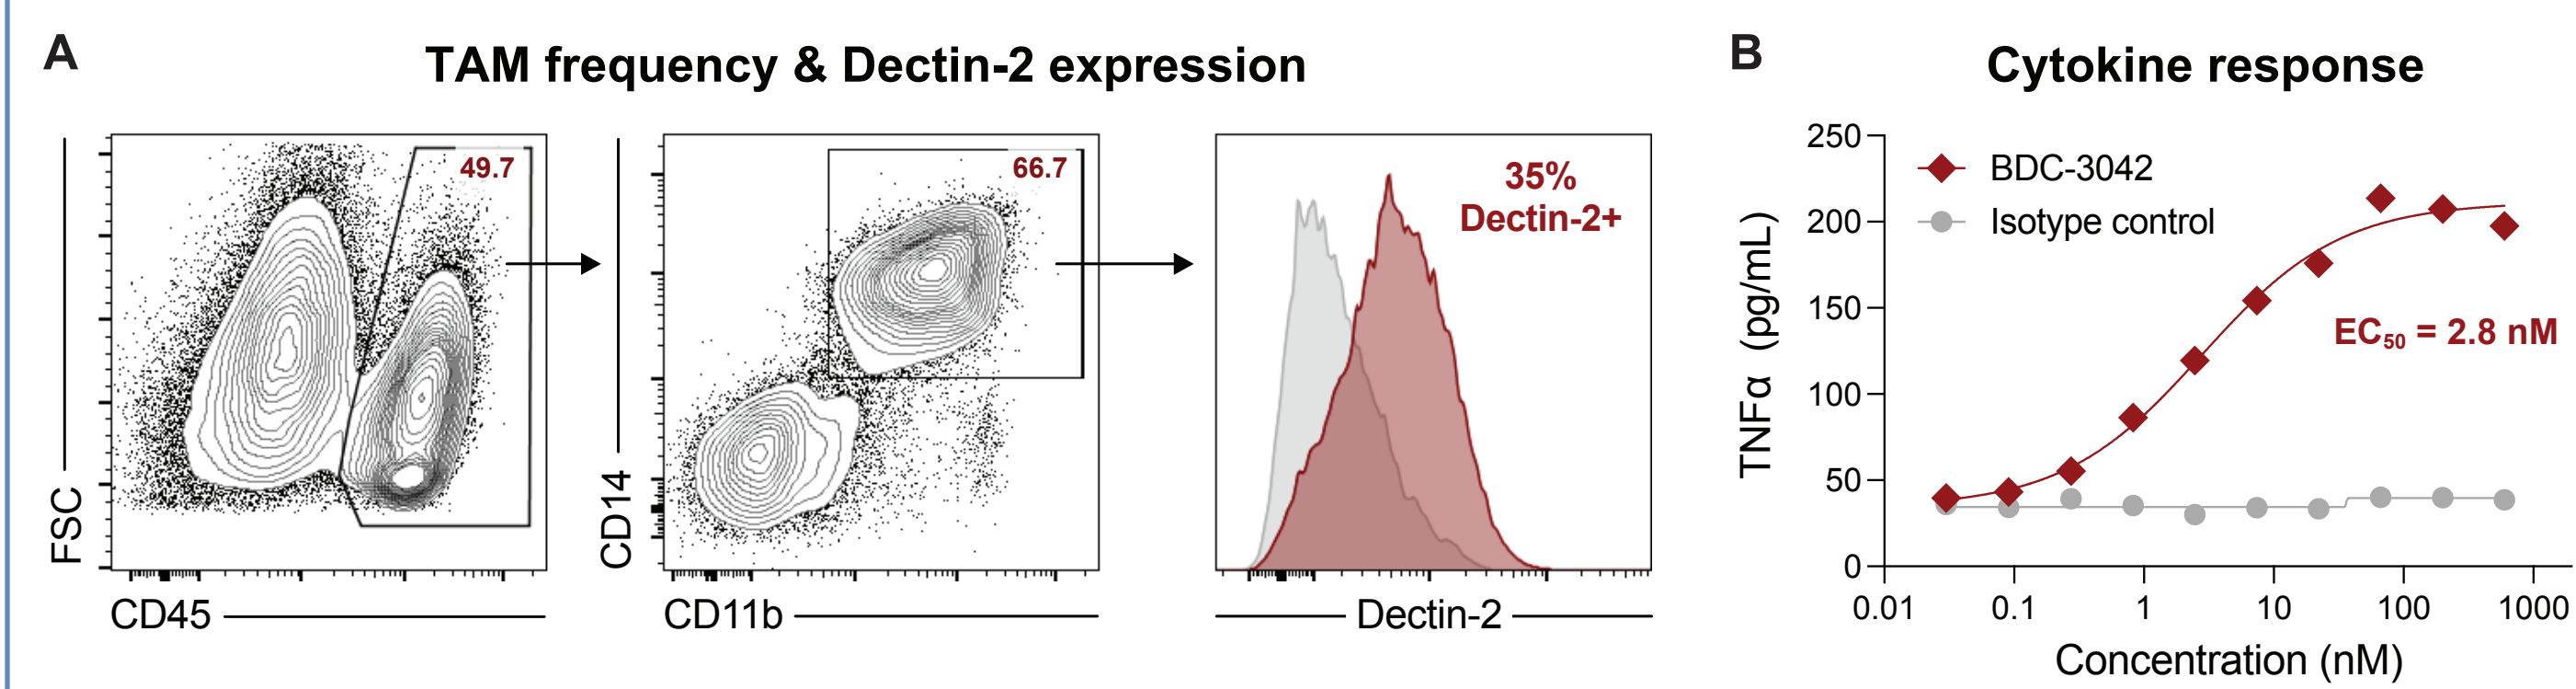 A
TAM frequency & Dectin-2 expression
49.7
FSC
CD45
66.7
CD14
CD11b
35%
Dectin-2+
Dectin-2
B
Cytokine response
BDC-3042
Isotype control
EC50 = 2.8 nM
TNFα (pg/mL)
250
200
150
100
50
0
0.01 0.1 1 10 100 1000
Concentration (nM)